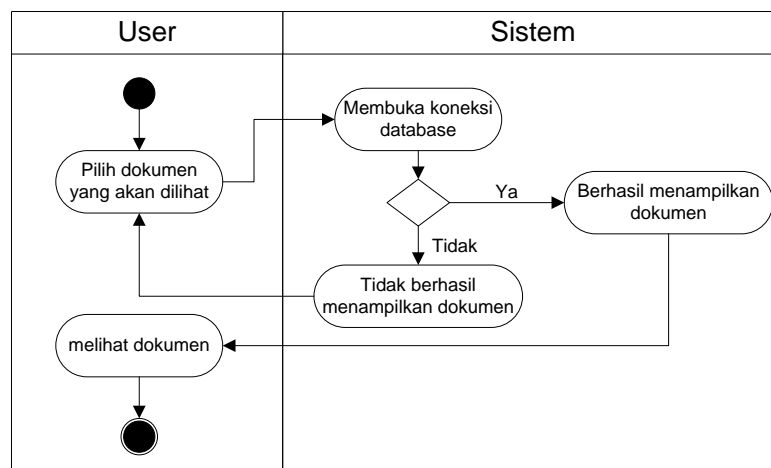 User
Sistem
Membuka koneksi
database
Pilih dokumen
yang akan dilihat
Ya
Berhasil menampilkan
dokumen
Tidak
Tidak berhasil
menampilkan dokumen
melihat dokumen